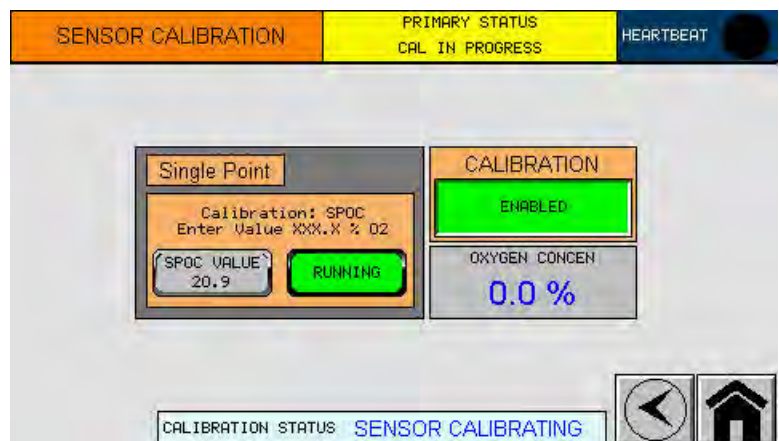 SENSOR CALIBRATION
PRIMARY STATUS
CAL IN PROGRESS
HEARTBEAT
Single Point
Calibration: SPOC
Enter Value XXX.X % O2
SPOC VALUE
20.9
RUNNING
CALIBRATION
ENABLED
OXYGEN CONCEN
0.0 %
CALIBRATION STATUS SENSOR CALIBRATING